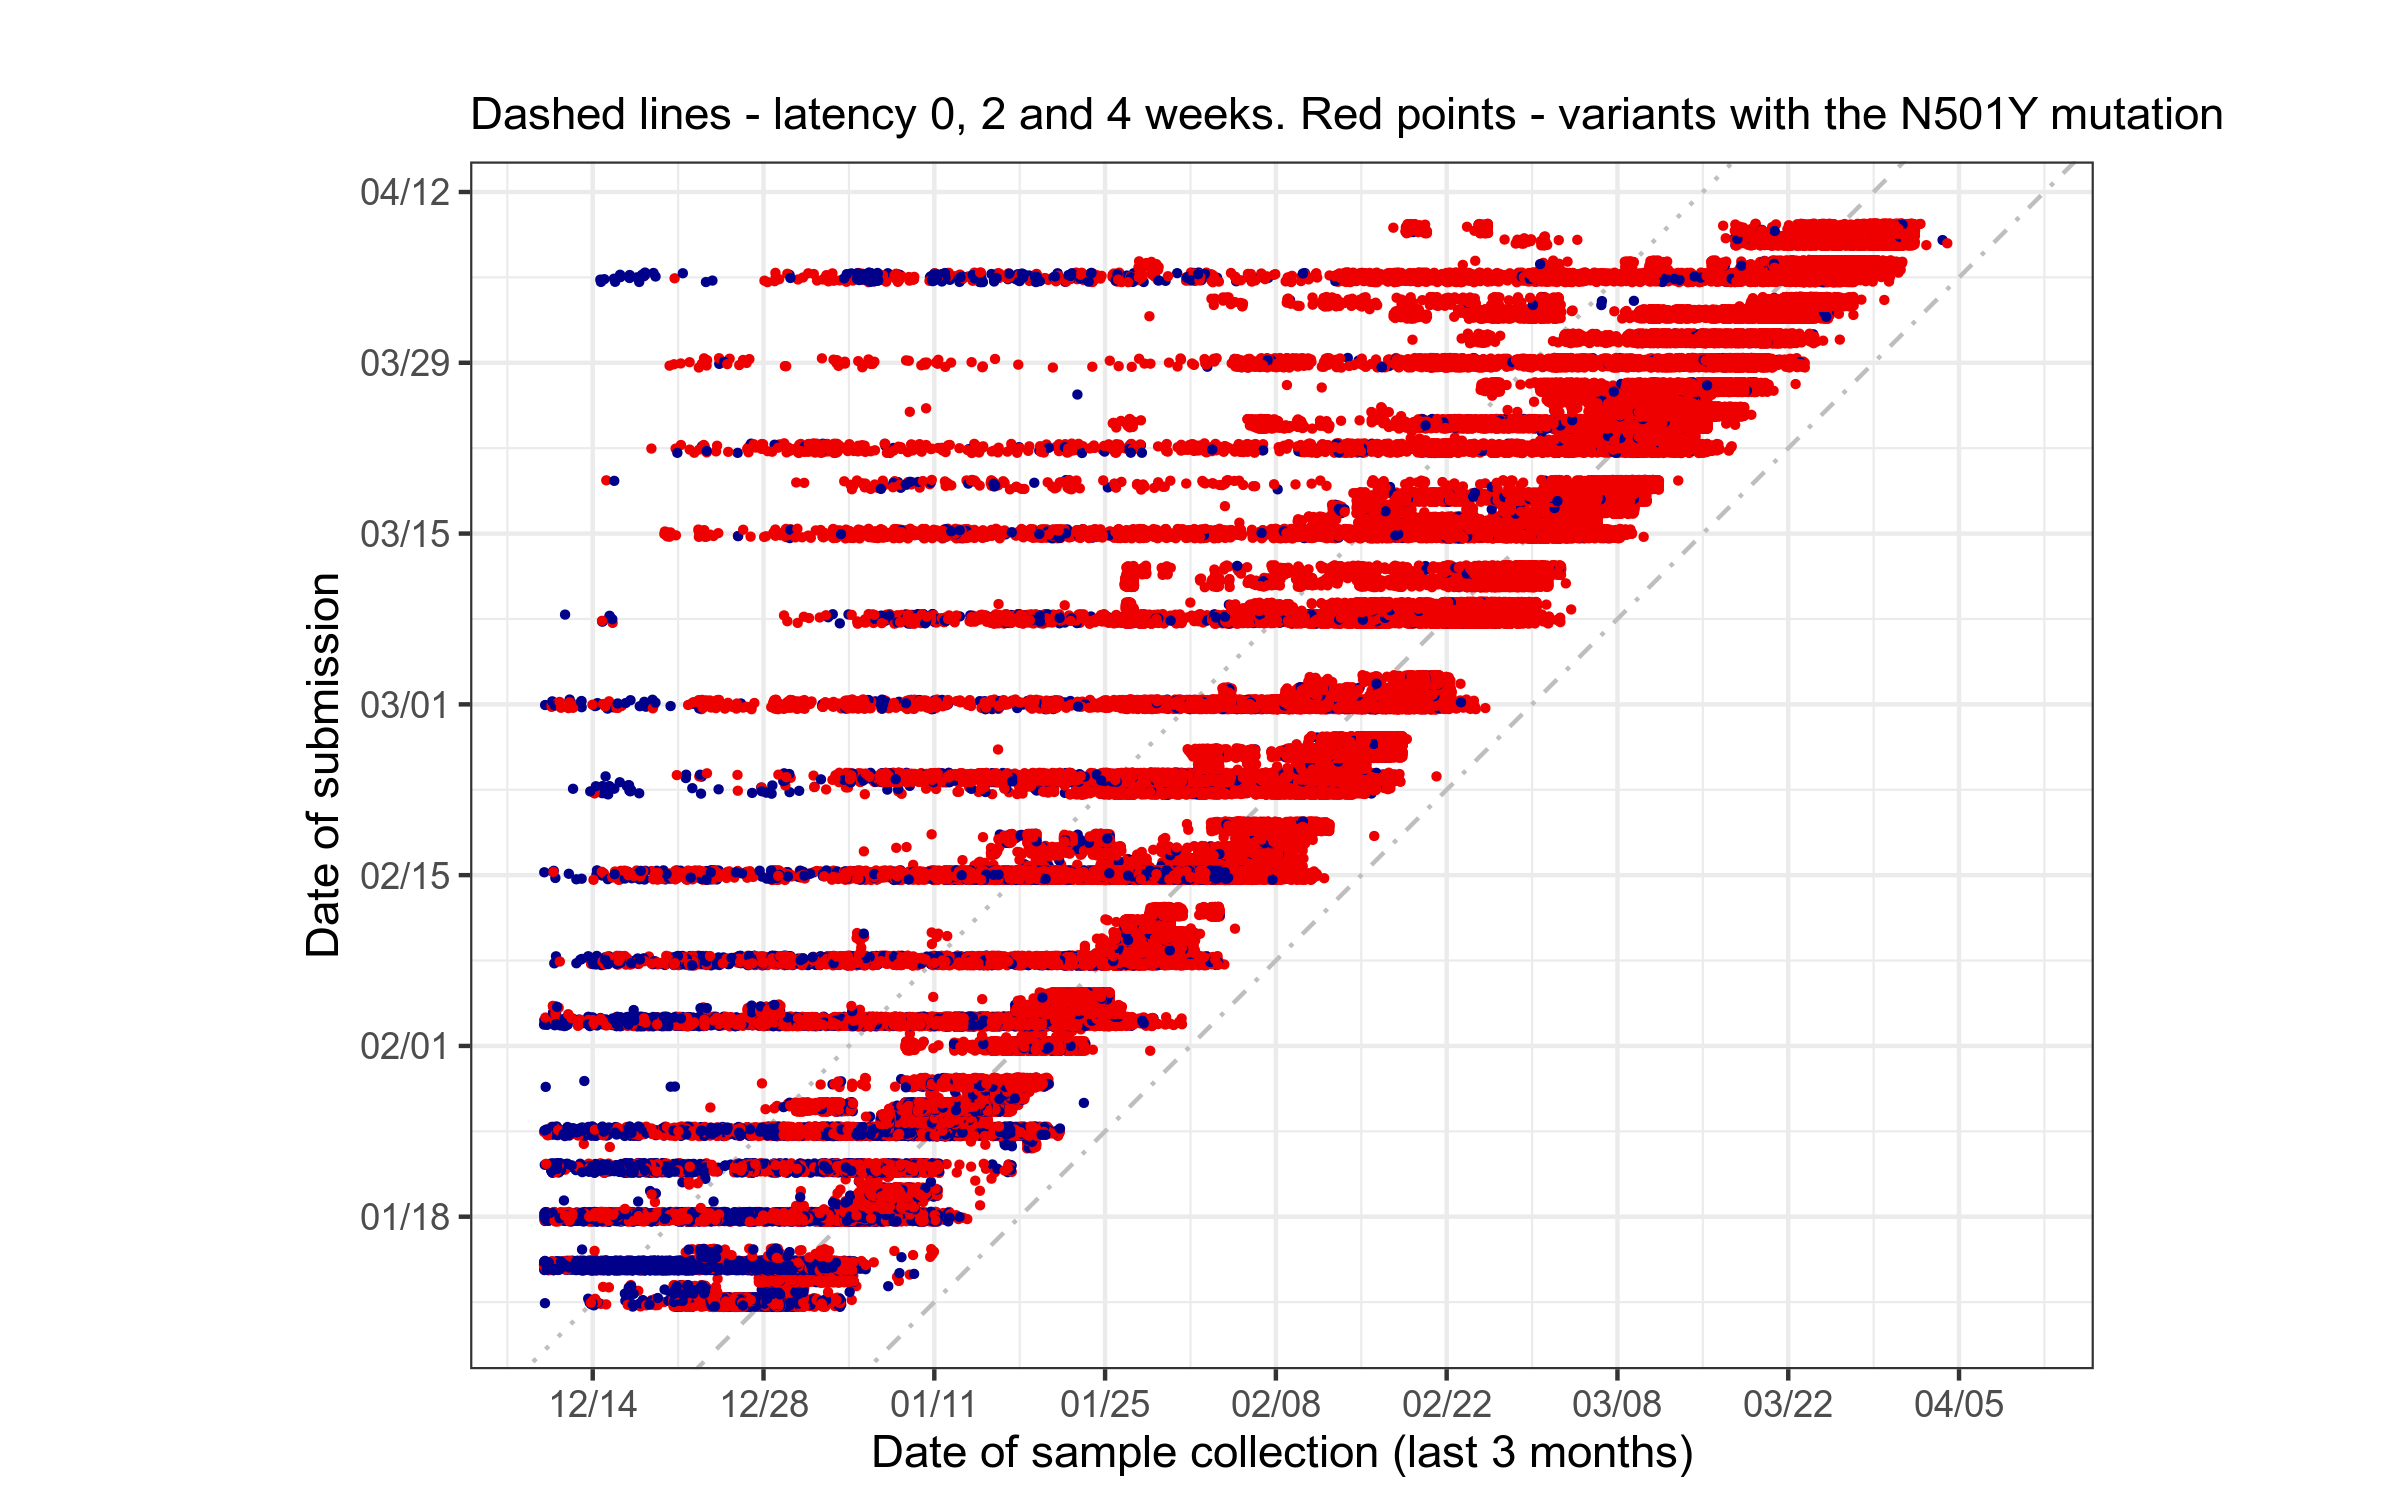 Dashed lines - latency 0, 2 and 4 weeks. Red points - variants with the N501Y mutation
04/12
03/29
03/15
03/01
02/15
02/01
01/18
Date of submission
12/14 12/28 01/11 01/25 02/08 02/22 03/08 03/22 04/05
Date of sample collection (last 3 months)